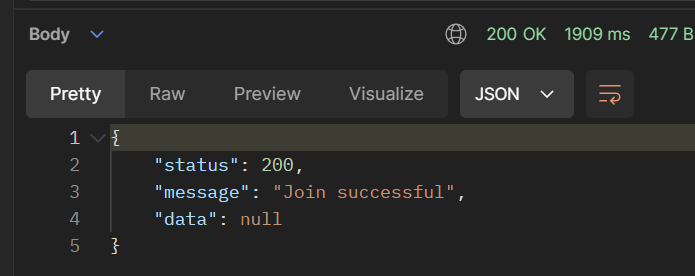 Body 200 OK 1909 ms 477 B
Pretty Raw Preview Visualize JSON
1 {
2 "status": 200,
3 "message": "Join successful",
4 "data": null
5 }